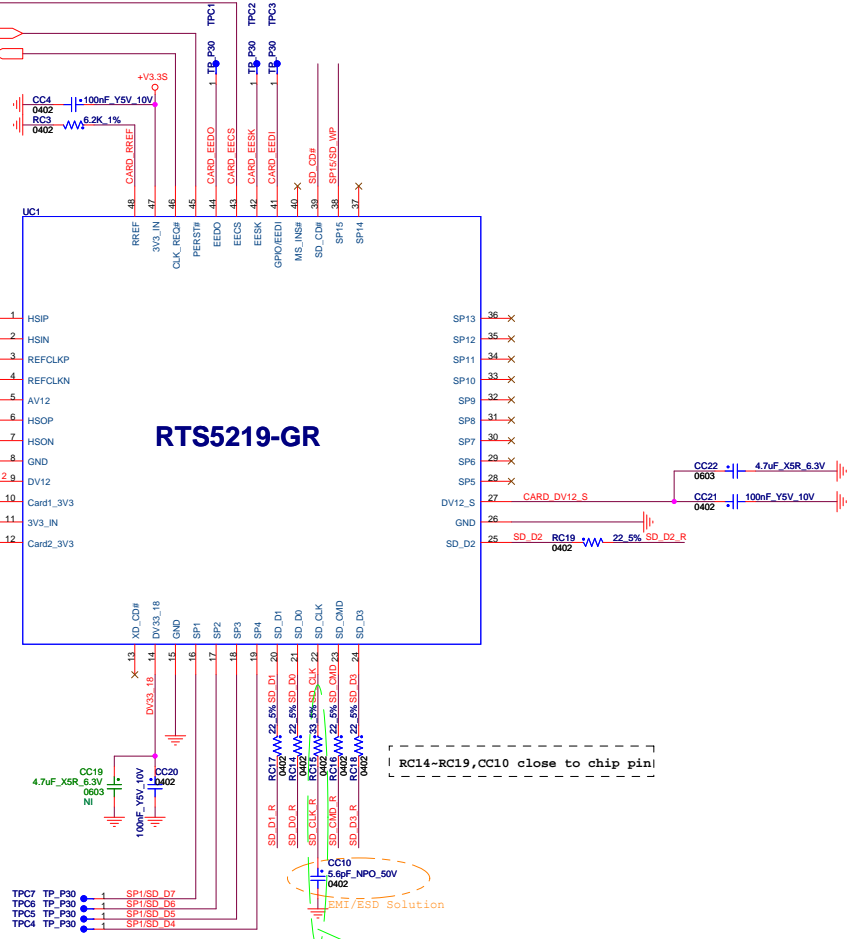 TPC1
TPC2
TPC3
TP_P30
TP_P30
TP_P30
1
1
1
+V3.3S
CC4
0402
100nF_Y5V_10V
RC3
0402
6.2K_1%
CARD_RREF
CARD_EEDO
CARD_EECS
CARD_EESK
CARD_EEDI
SD_CD#
SP15/SD_WP
48
47
46
45
44
43
42
41
40
39
38
37
UC1
RREF
3V3_IN
CLK_REQ#
PERST#
EEDO
EECS
EESK
GPIO/EEDI
MS_INS#
SD_CD#
SP15
SP14
1 HSIP
2 HSIN
3 REFCLKP
4 REFCLKN
5 AV12
6 HSOP
7 HSON
8 GND
2 9 DV12
10 Card1_3V3
11 3V3_IN
12 Card2_3V3
RTS5219-GR
SP13 36
SP12 35
SP11 34
SP10 33
SP9 32
SP8 31
SP7 30
SP6 29
SP5 28
DV12_S 27 CARD_DV12_S
GND 26
SD_D2 25 SD_D2 RC19 22_5% SD_D2_R
0402
CC22 4.7uF_X5R_6.3V
0603
CC21 100nF_Y5V_10V
0402
XD_CD#
DV33_18
GND
SP1
SP2
SP3
SP4
SD_D1
SD_D0
SD_CLK
SD_CMD
SD_D3
13
14
15
16
17
18
19
20
21
22
23
24
DV33_18
SD_D1
SD_D0
SD_CLK
SD_CMD
SD_D3
22_5%
22_5%
33_5%
22_5%
22_5%
RC17
0402
RC14
0402
RC15
0402
RC16
0402
RC18
0402
SD_D1_R
SD_D0_R
SD_CLK_R
SD_CMD_R
SD_D3_R
RC14~RC19,CC10 close to chip pin
CC19
4.7uF_X5R_6.3V
0603
NI
CC20
0402
100nF_Y5V_10V
CC10
5.6pF_NPO_50V
0402
EMI/ESD Solution
TPC7 TP_P30 1 SP1/SD_D7
TPC6 TP_P30 1 SP1/SD_D6
TPC5 TP_P30 1 SP1/SD_D5
TPC4 TP_P30 1 SP1/SD_D4